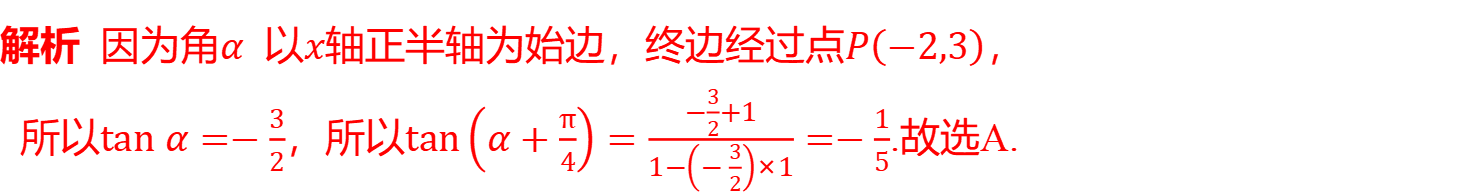 解析 因为角α 以x轴正半轴为始边，终边经过点P(−2,3)，
所以tan α =− 3/2，所以tan(α + π/4) = (−3/2+1)/(1−(−3/2)×1) =− 1/5.故选A.